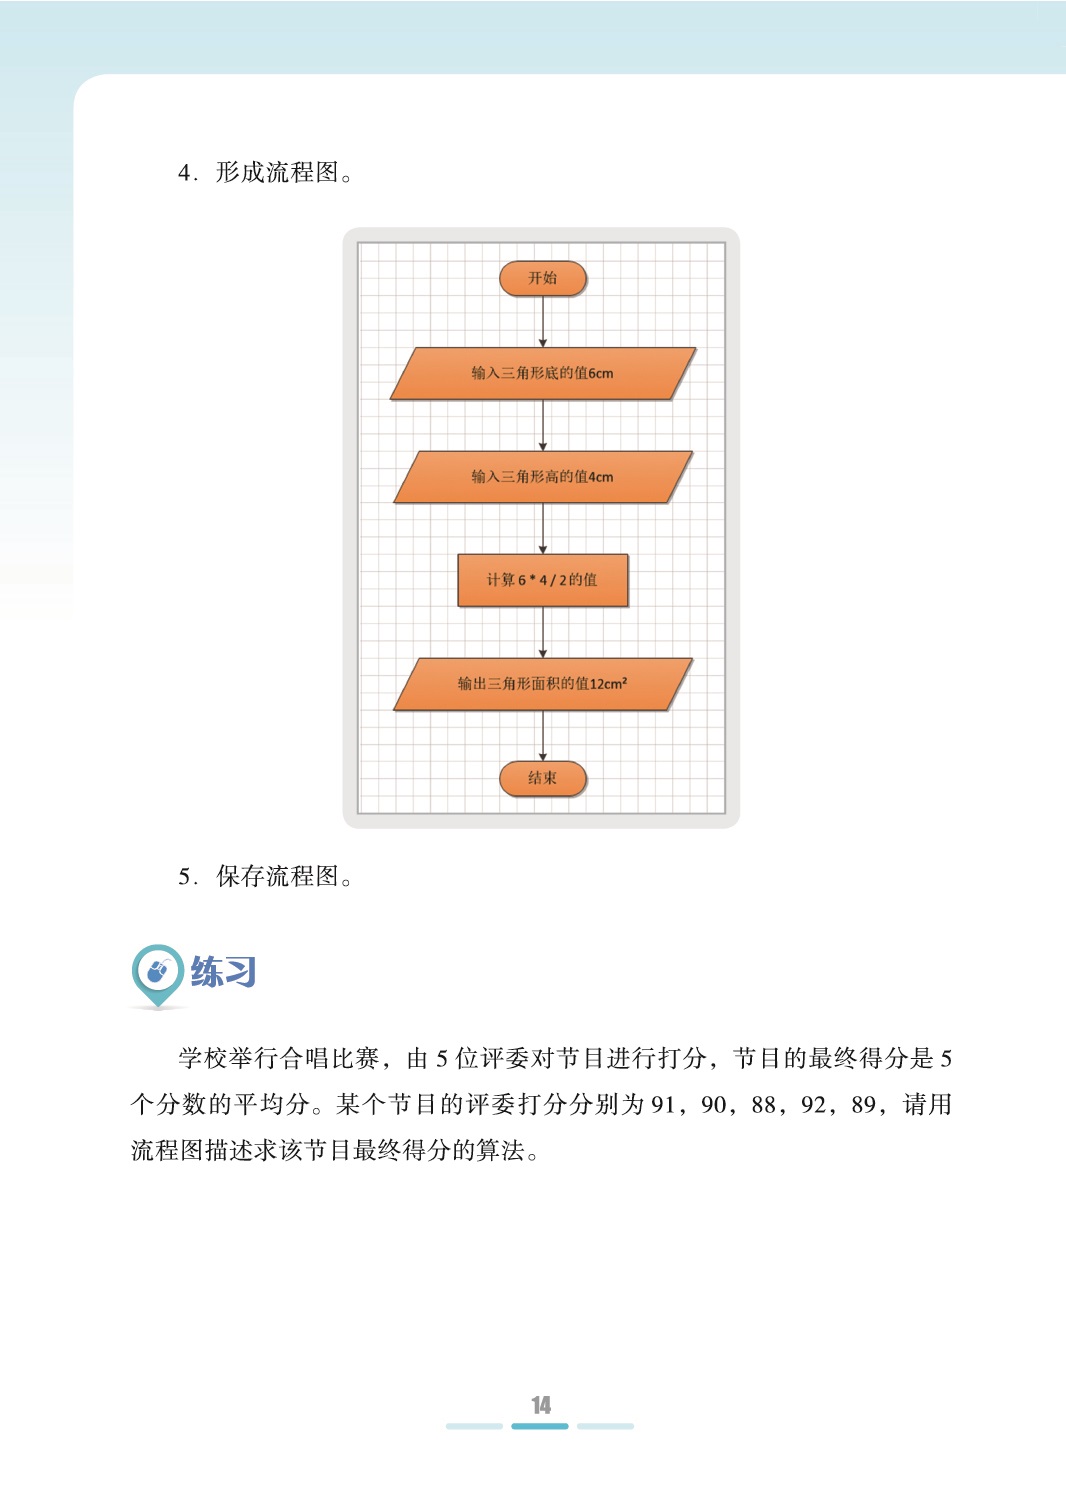 4. 形成流程图。
开始
输入三角形底的值6cm
输入三角形高的值4cm
计算 6 * 4 / 2 的值
输出三角形面积的值12cm²
结束
5. 保存流程图。
练习
学校举行合唱比赛，由 5 位评委对节目进行打分，节目的最终得分是 5
个分数的平均分。某个节目的评委打分分别为 91，90，88，92，89，请用
流程图描述求该节目最终得分的算法。
14